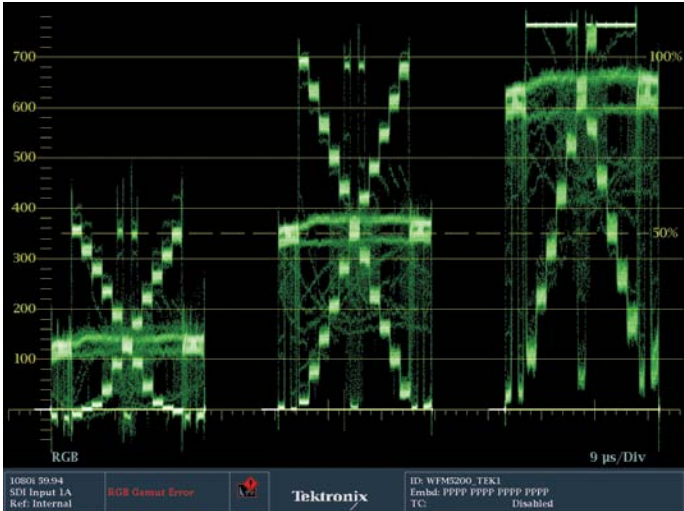 700
100%
600
500
400
50%
300
200
100
RGB
9 µs/Div
1080i 59.94
SDI Input 1A
Ref: Internal
RGB Gamut Error
Tektronix
ID: WFM5200_TEK1
Embd: PPPP PPPP PPPP PPPP
TC: Disabled